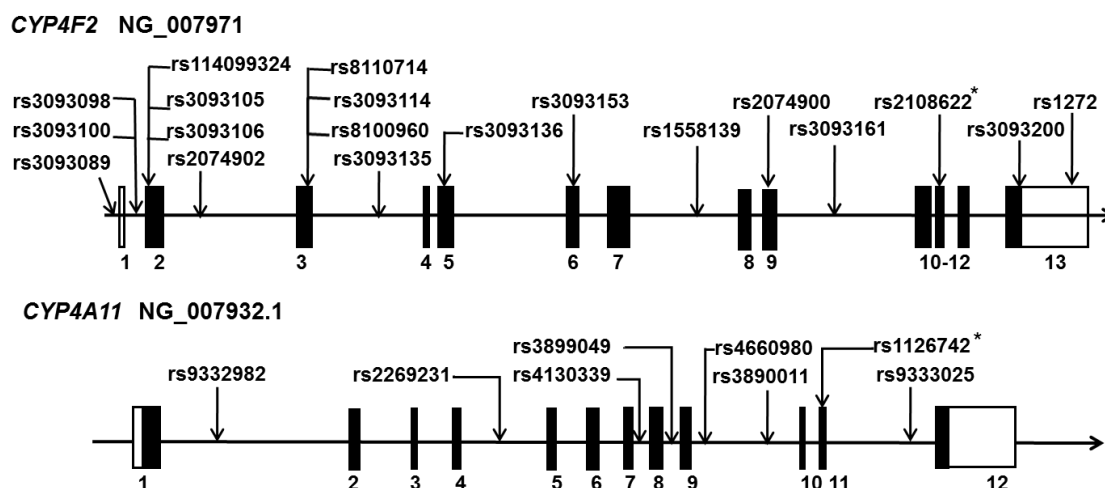 CYP4F2 NG_007971
rs114099324
rs8110714
rs3093098
rs3093105
rs3093114
rs3093153
rs2074900
rs2108622*
rs1272
rs3093100
rs3093106
rs8100960
rs3093136
rs1558139
rs3093161
rs3093200
rs3093089
rs2074902
rs3093135
1 2 3 4 5 6 7 8 9 10-12 13
CYP4A11 NG_007932.1
rs3899049
rs4660980
rs1126742*
rs9332982
rs2269231
rs4130339
rs3890011
rs9333025
1 2 3 4 5 6 7 8 9 10 11 12